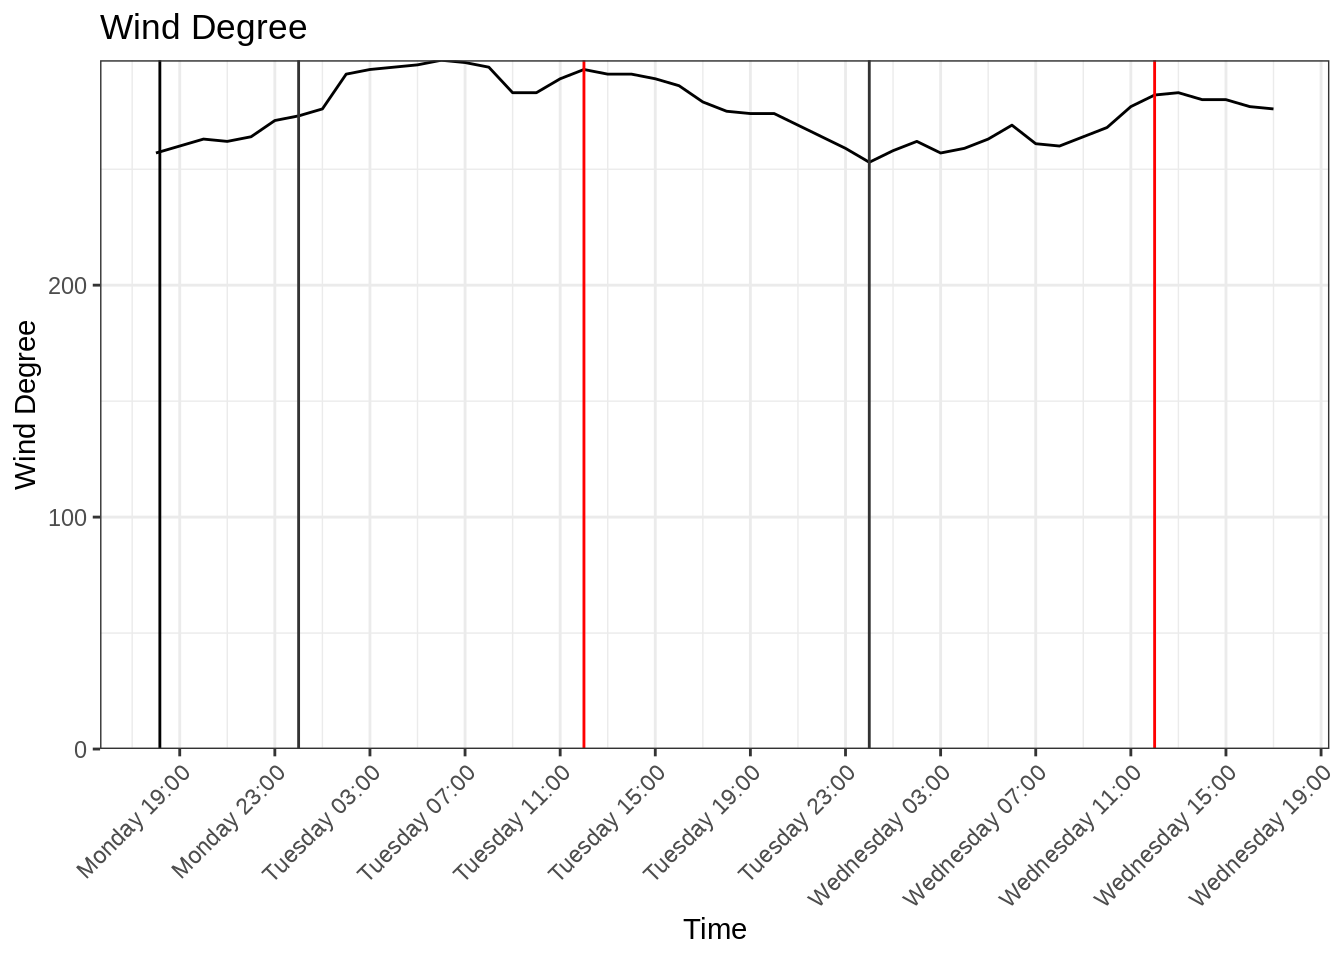 Wind Degree
Wind Degree
200
100
0
Monday 19:00
Monday 23:00
Tuesday 03:00
Tuesday 07:00
Tuesday 11:00
Tuesday 15:00
Tuesday 19:00
Tuesday 23:00
Wednesday 03:00
Wednesday 07:00
Wednesday 11:00
Wednesday 15:00
Wednesday 19:00
Time